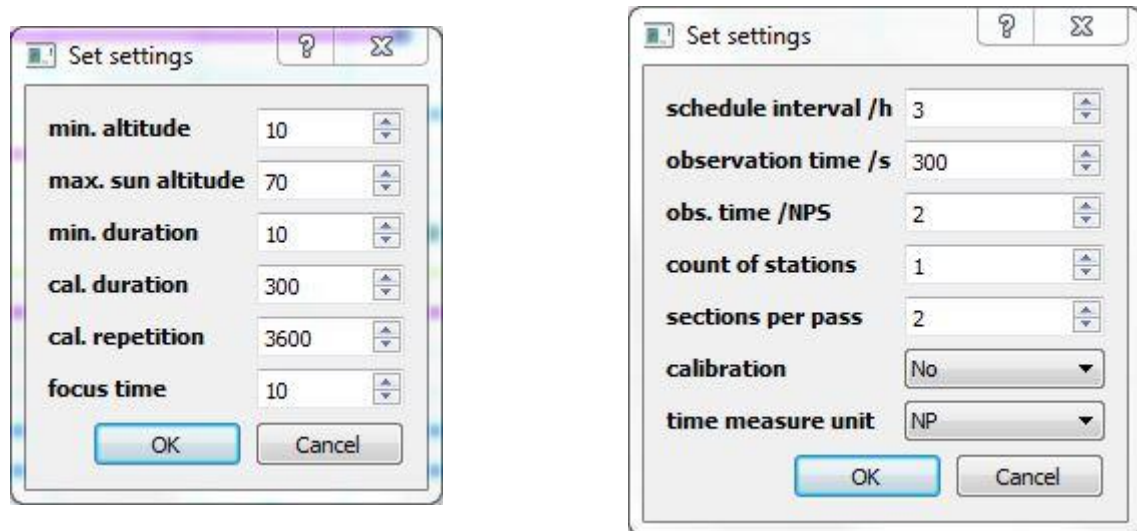 Set settings
min. altitude 10
max. sun altitude 70
min. duration 10
cal. duration 300
cal. repetition 3600
focus time 10
OK Cancel
Set settings
schedule interval /h 3
observation time /s 300
obs. time /NPS 2
count of stations 1
sections per pass 2
calibration No
time measure unit NP
OK Cancel